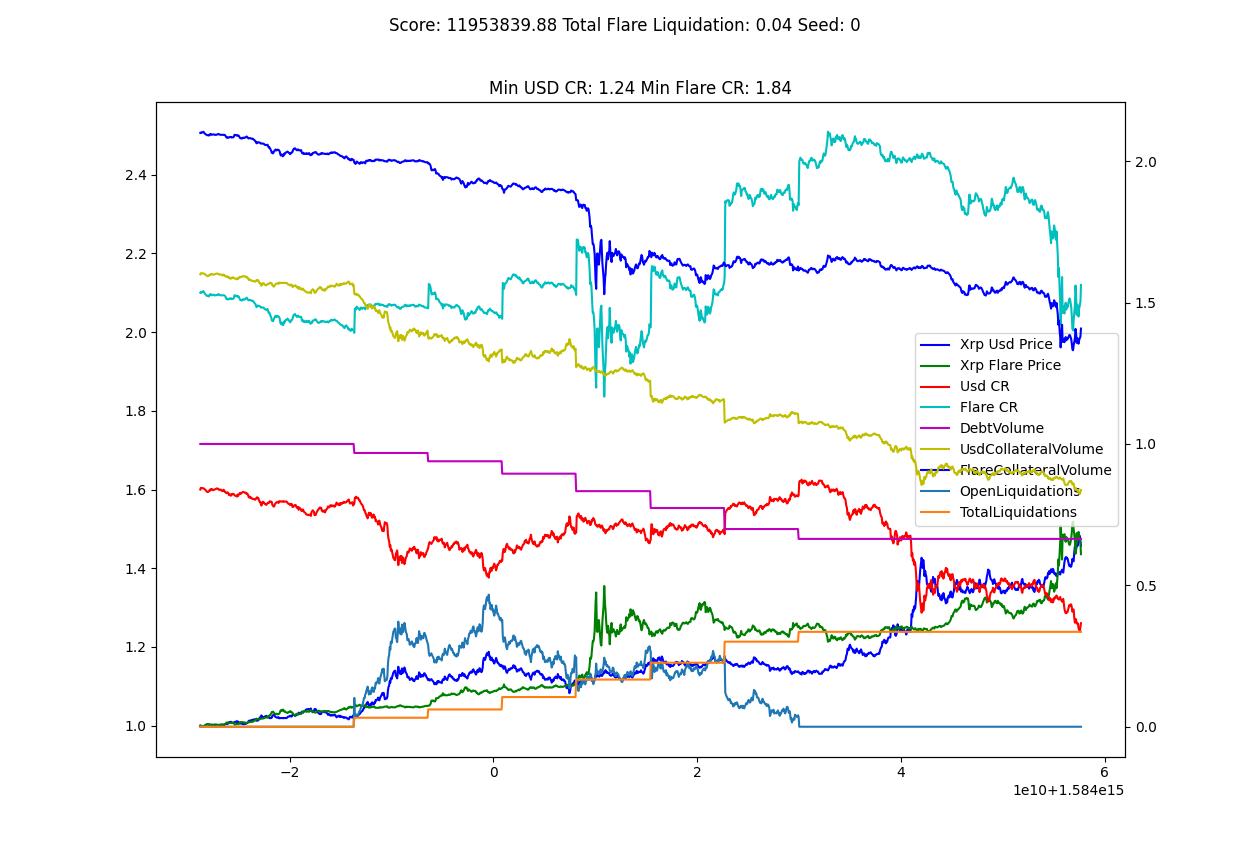 Score: 11953839.88 Total Flare Liquidation: 0.04 Seed: 0
Min USD CR: 1.24 Min Flare CR: 1.84
2.4
2.2
2.0
1.8
1.6
1.4
1.2
1.0
2.0
1.5
1.0
0.5
0.0
Xrp Usd Price
Xrp Flare Price
Usd CR
Flare CR
DebtVolume
UsdCollateralVolume
FlareCollateralVolume
OpenLiquidations
TotalLiquidations
−2 0 2 4 6
1e10+1.584e15